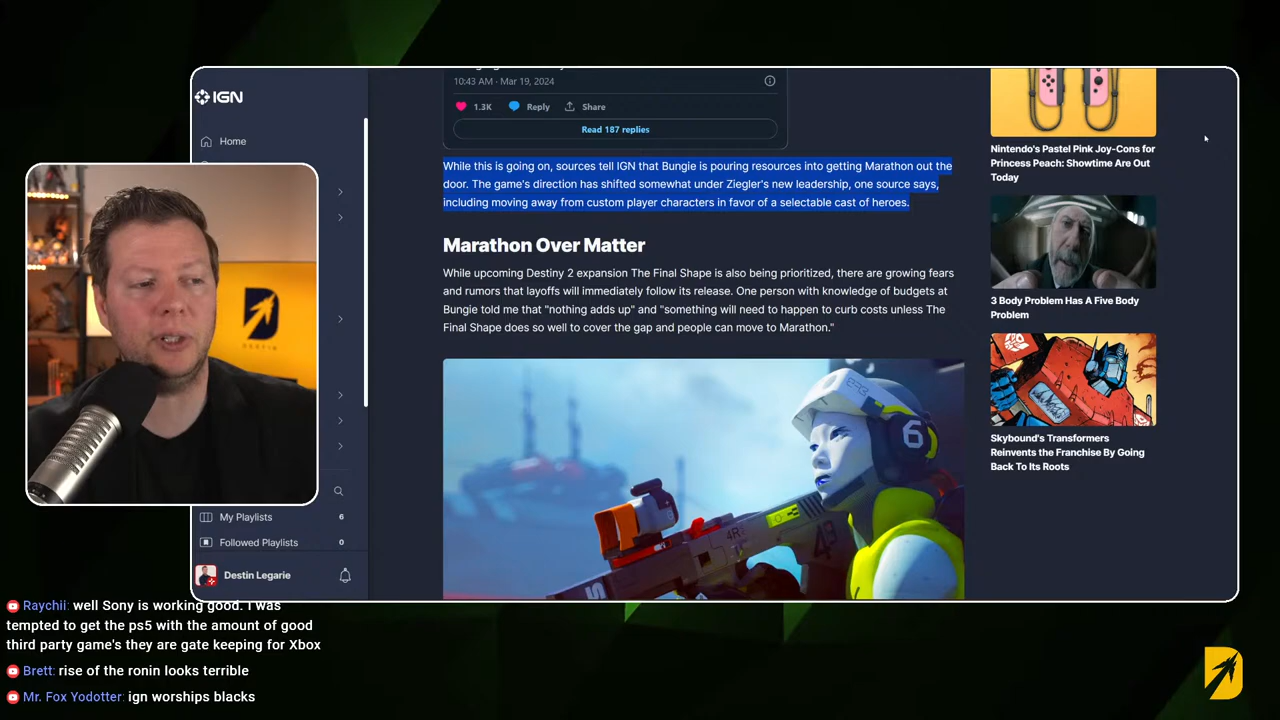 10:43 AM · Mar 19, 2024
1.3K Reply Share
Read 187 replies
IGN
Home
While this is going on, sources tell IGN that Bungie is pouring resources into getting Marathon out the
door. The game's direction has shifted somewhat under Ziegler's new leadership, one source says,
including moving away from custom player characters in favor of a selectable cast of heroes.
Marathon Over Matter
While upcoming Destiny 2 expansion The Final Shape is also being prioritized, there are growing fears
and rumors that layoffs will immediately follow its release. One person with knowledge of budgets at
Bungie told me that "nothing adds up" and "something will need to happen to curb costs unless The
Final Shape does so well to cover the gap and people can move to Marathon."
6
Nintendo's Pastel Pink Joy-Cons for
Princess Peach: Showtime Are Out
Today
3 Body Problem Has A Five Body
Problem
Skybound's Transformers
Reinvents the Franchise By Going
Back To Its Roots
My Playlists 6
Followed Playlists 0
Destin Legarie
Raychii: well Sony is working good. I was
tempted to get the ps5 with the amount of good
third party game's they are gate keeping for Xbox
Brett: rise of the ronin looks terrible
Mr. Fox Yodotter: ign worships blacks